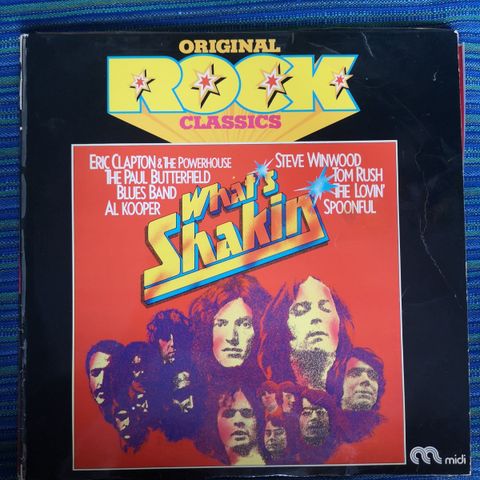 ORIGINAL
ROCK
CLASSICS
ERIC CLAPTON & THE POWERHOUSE
THE PAUL BUTTERFIELD
BLUES BAND
AL KOOPER
STEVE WINWOOD
TOM RUSH
THE LOVIN'
SPOONFUL
What's
Shakin'
midi